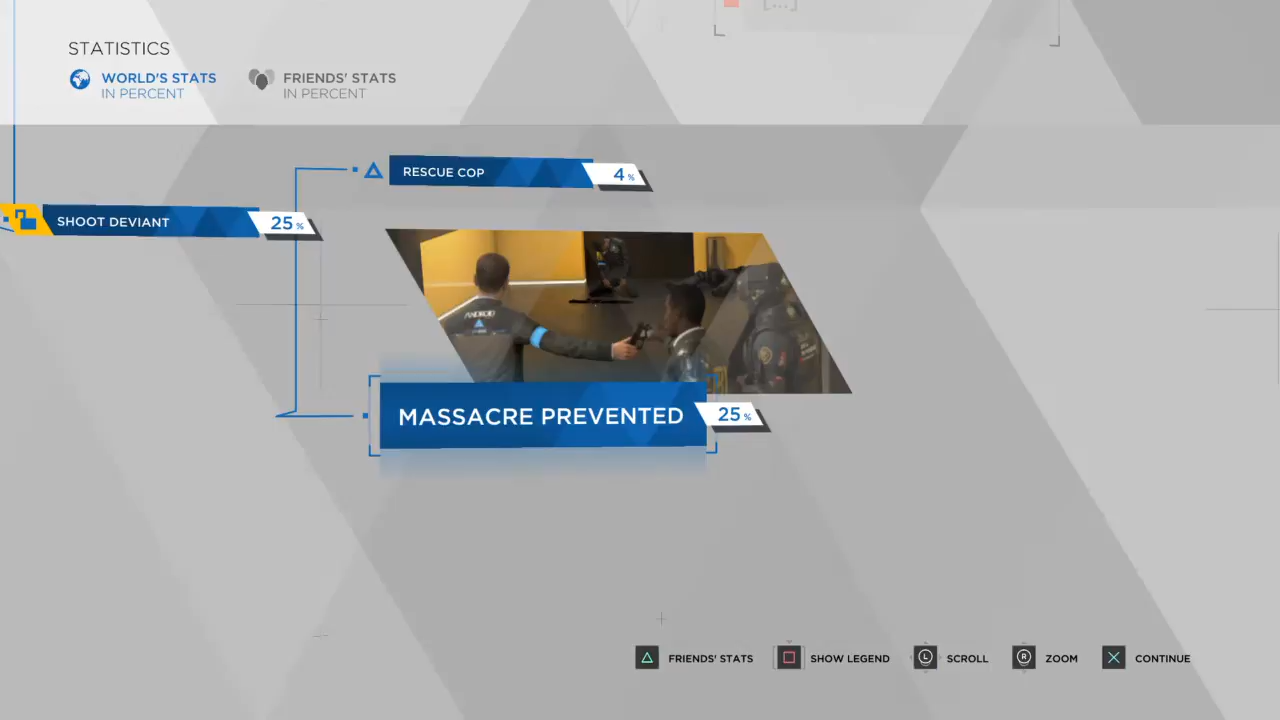 STATISTICS
WORLD'S STATS
IN PERCENT
FRIENDS' STATS
IN PERCENT
RESCUE COP
4 %
SHOOT DEVIANT
25 %
ANDROID
MASSACRE PREVENTED
25 %
FRIENDS' STATS
SHOW LEGEND
L
SCROLL
R
ZOOM
CONTINUE